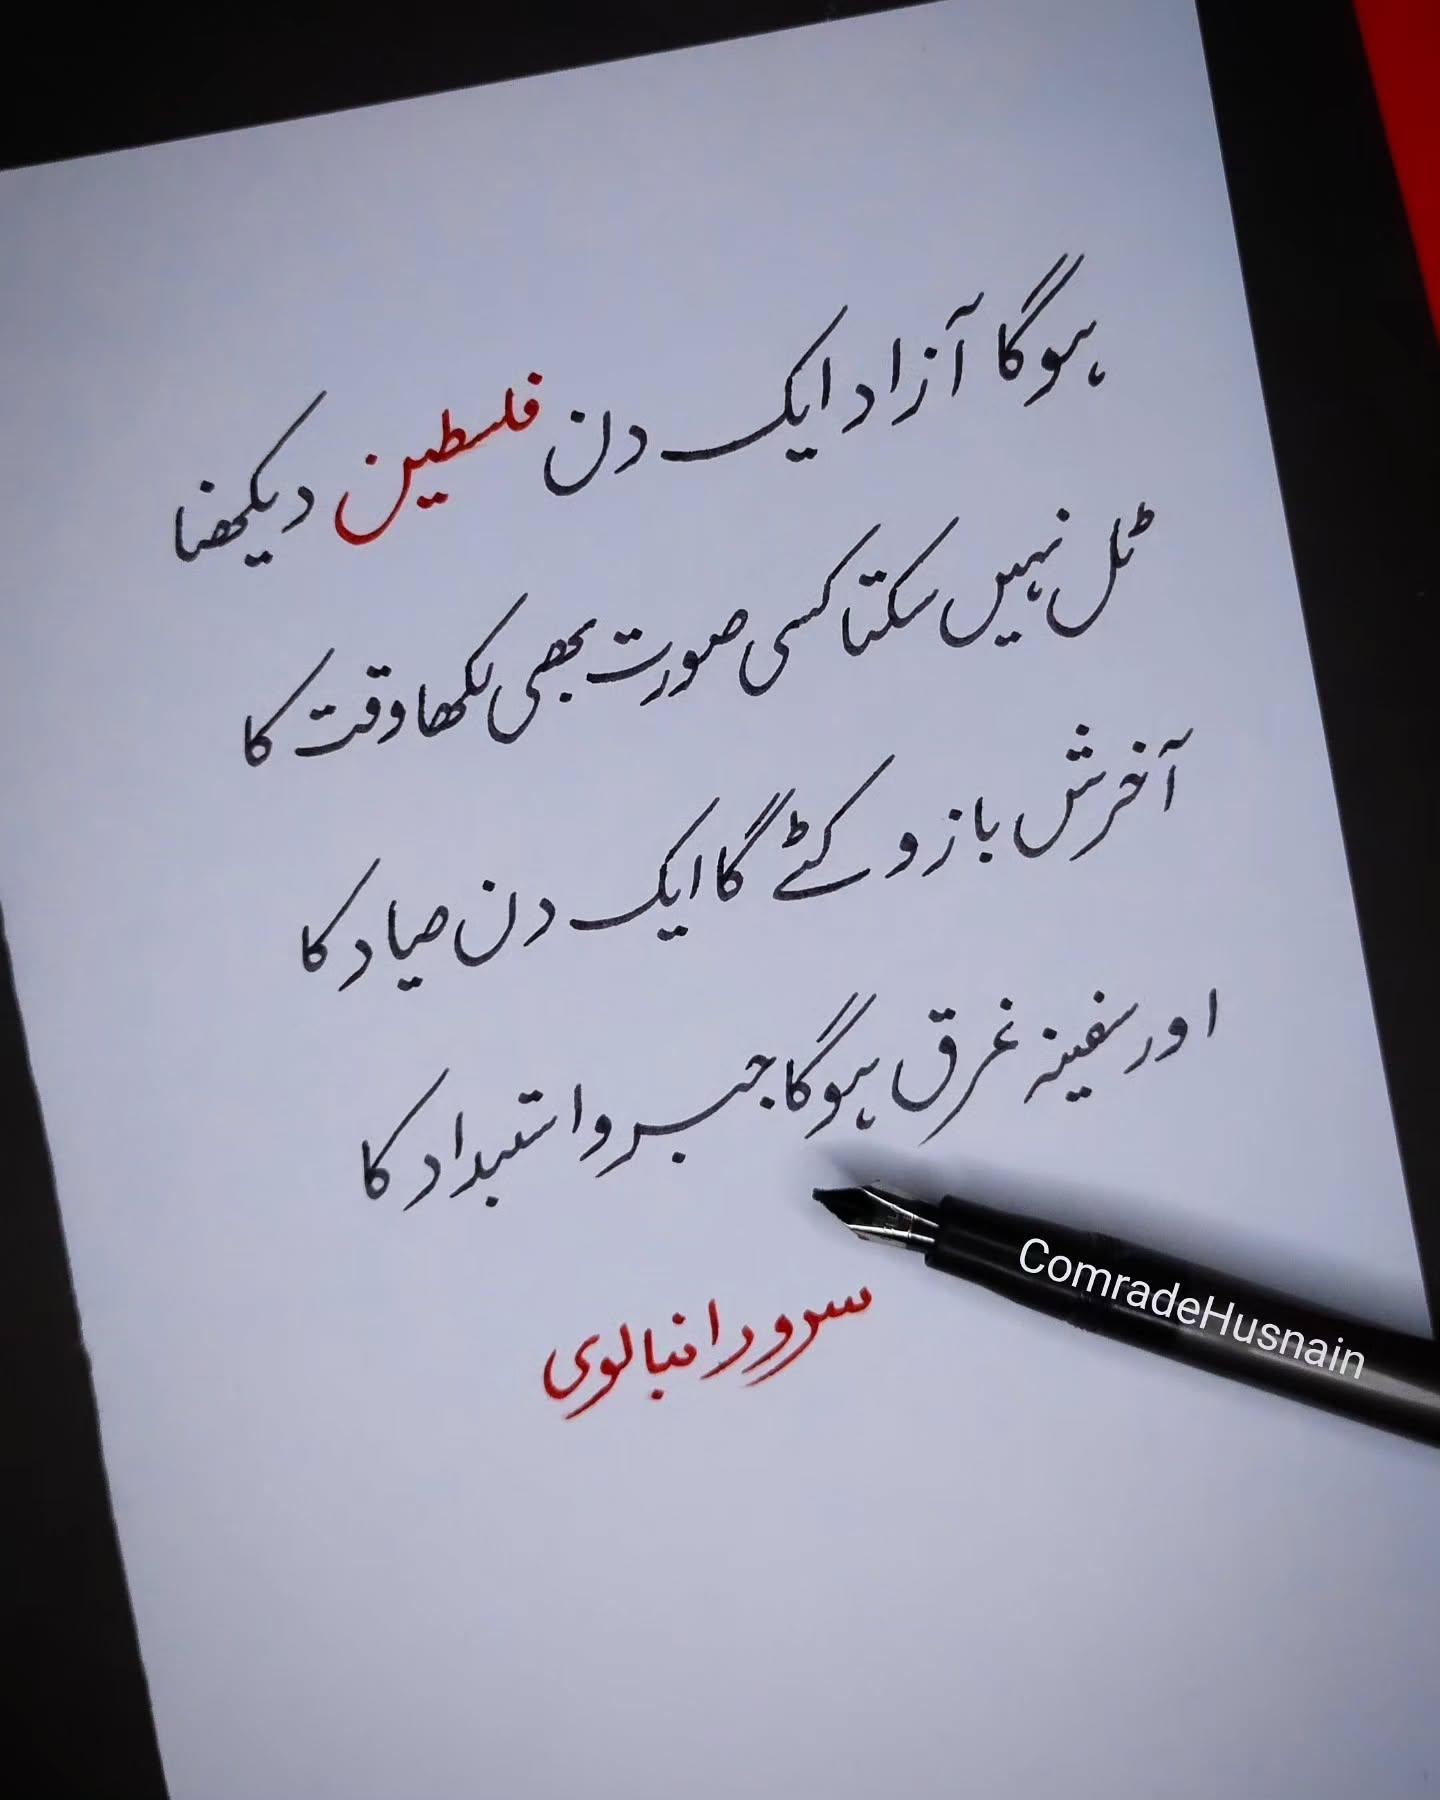 ہوگا آزاد ایک دن فلسطین دیکھنا
ٹل نہیں سکتا کسی صورت بھی لکھا وقت کا
آخرش بازو کٹے گا ایک دن صیاد کا
اور سفینہ غرق ہوگا جبر و استبداد کا
سرور انبالوی
ComradeHusnain